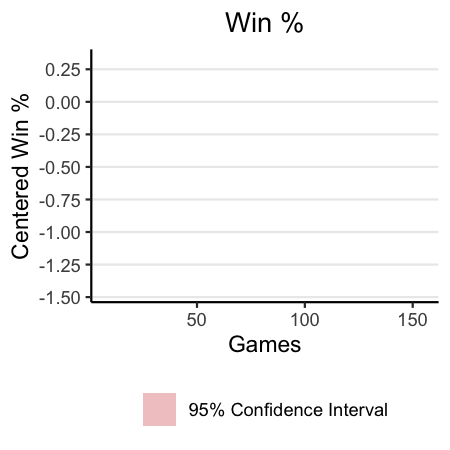 Win %
Centered Win %
0.25
0.00
-0.25
-0.50
-0.75
-1.00
-1.25
-1.50
50 100 150
Games
95% Confidence Interval